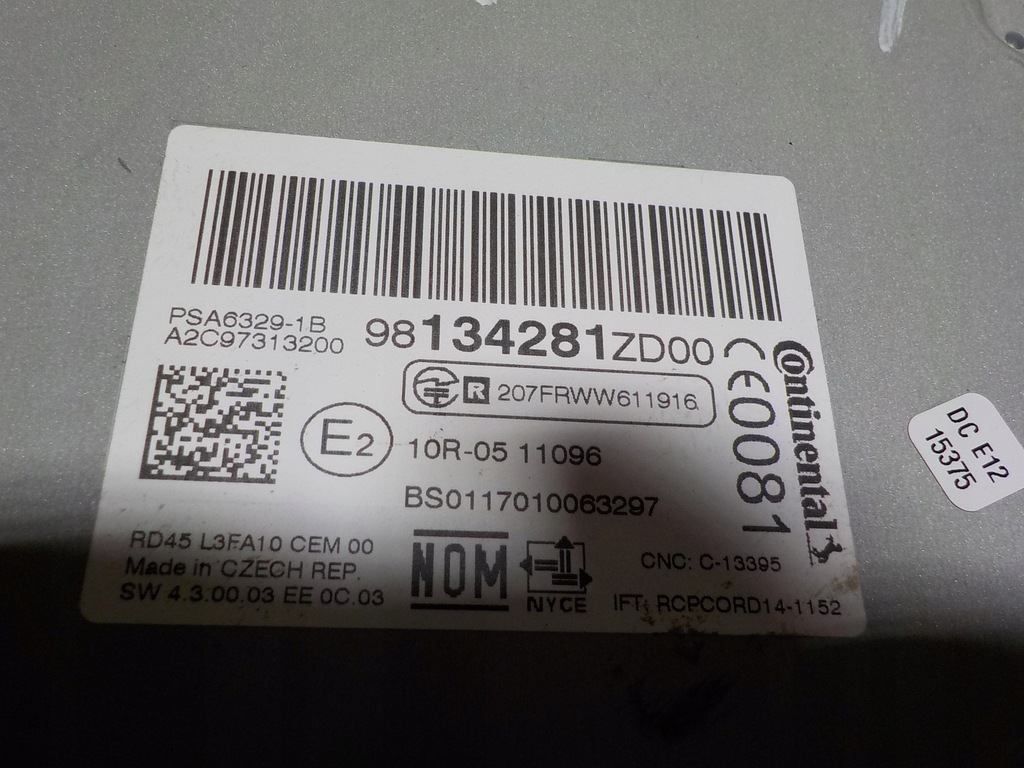 PSA6329-1B
A2C97313200
98134281ZD00
CE0081
Continental
R 207FRWW611916
E2
10R-05 11096
BS0117010063297
RD45 L3FA10 CEM 00
Made in CZECH REP.
SW 4.3.00.03 EE 0C.03
NOM
NYCE
CNC: C-13395
IFT: RCPCORD14-1152
DC E12
15375